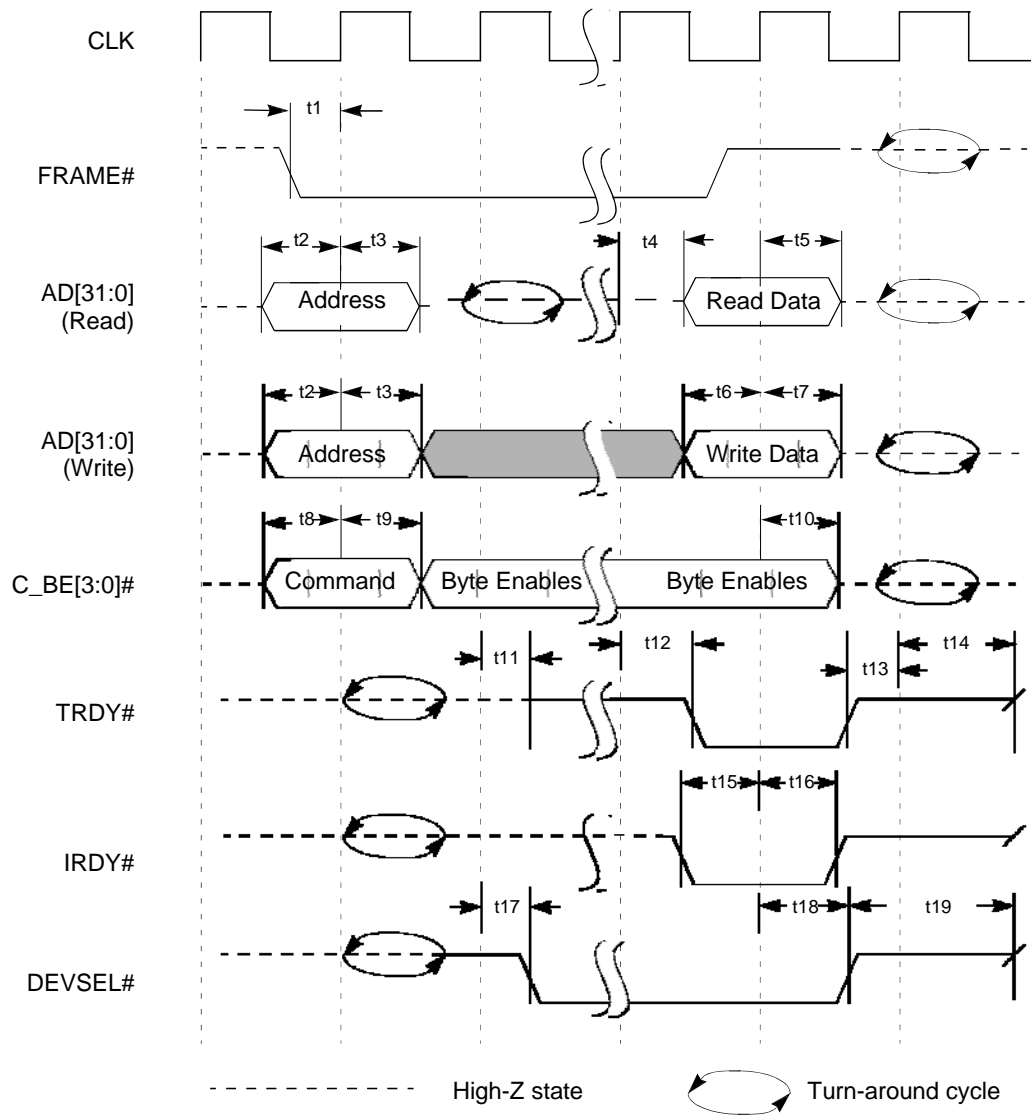 CLK
t1
FRAME#
t2 t3 t4 t5
AD[31:0]
(Read)
Address
Read Data
t2 t3 t6 t7
AD[31:0]
(Write)
Address
Write Data
t8 t9 t10
C_BE[3:0]#
Command
Byte Enables
Byte Enables
t11 t12 t13 t14
TRDY#
t15 t16
IRDY#
t17 t18 t19
DEVSEL#
High-Z state
Turn-around cycle